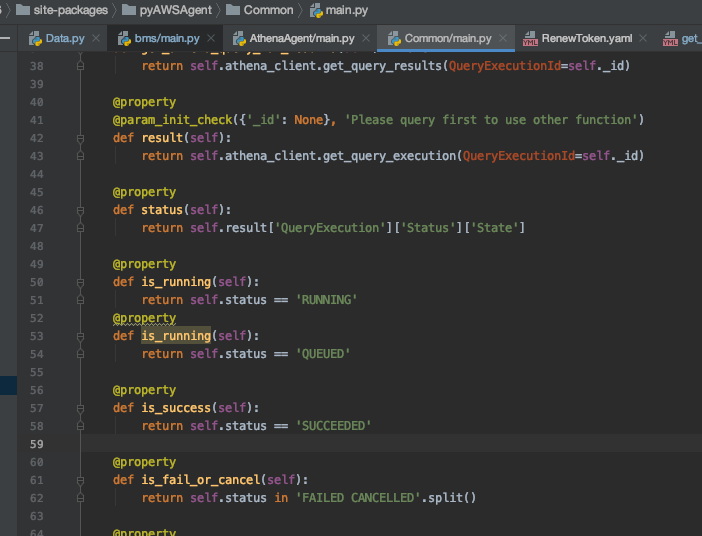 site-packages pyAWSAgent Common main.py
Data.py bms/main.py AthenaAgent/main.py Common/main.py RenewToken.yaml get_
38 return self.athena_client.get_query_results(QueryExecutionId=self._id)
39
40 @property
41 @param_init_check({'_id': None}, 'Please query first to use other function')
42 def result(self):
43 return self.athena_client.get_query_execution(QueryExecutionId=self._id)
44
45 @property
46 def status(self):
47 return self.result['QueryExecution']['Status']['State']
48
49 @property
50 def is_running(self):
51 return self.status == 'RUNNING'
52 @property
53 def is_running(self):
54 return self.status == 'QUEUED'
55
56 @property
57 def is_success(self):
58 return self.status == 'SUCCEEDED'
59
60 @property
61 def is_fail_or_cancel(self):
62 return self.status in 'FAILED CANCELLED'.split()
63
64 @property